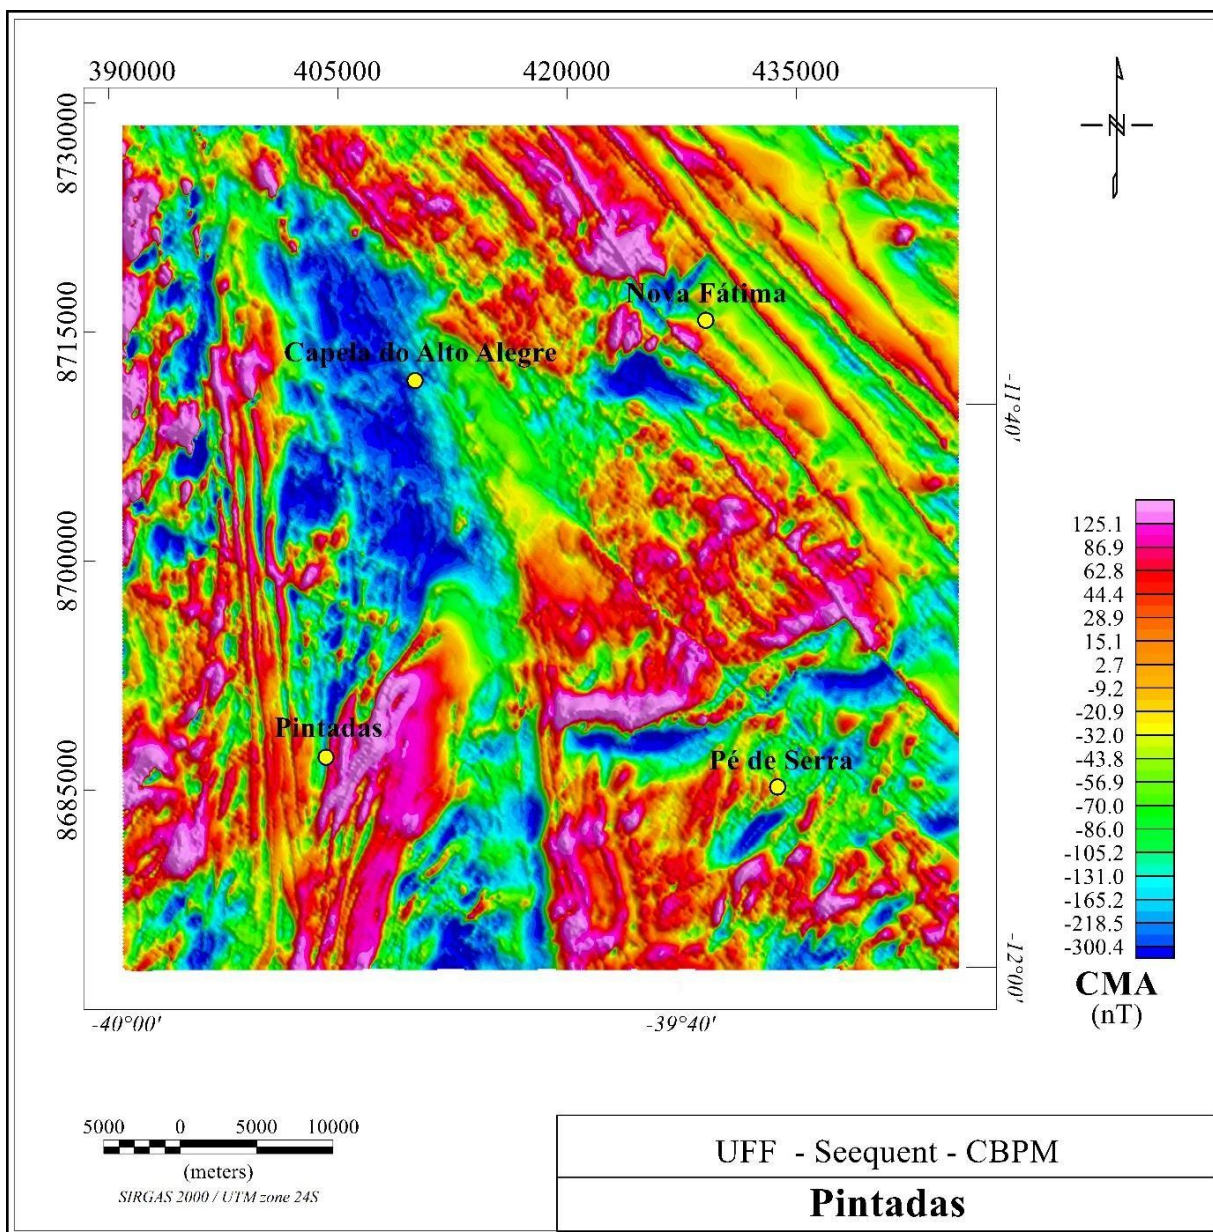 390000 405000 420000 435000
8730000
8715000
8700000
8685000
N
Nova Fátima
Capela do Alto Alegre
Pintadas
Pé de Serra
-11°40'
-12°00'
-40°00'
-39°40'
125.1
86.9
62.8
44.4
28.9
15.1
2.7
-9.2
-20.9
-32.0
-43.8
-56.9
-70.0
-86.0
-105.2
-131.0
-165.2
-218.5
-300.4
CMA
(nT)
5000 0 5000 10000
(meters)
SIRGAS 2000 / UTM zone 24S
UFF - Seequent - CBPM
Pintadas